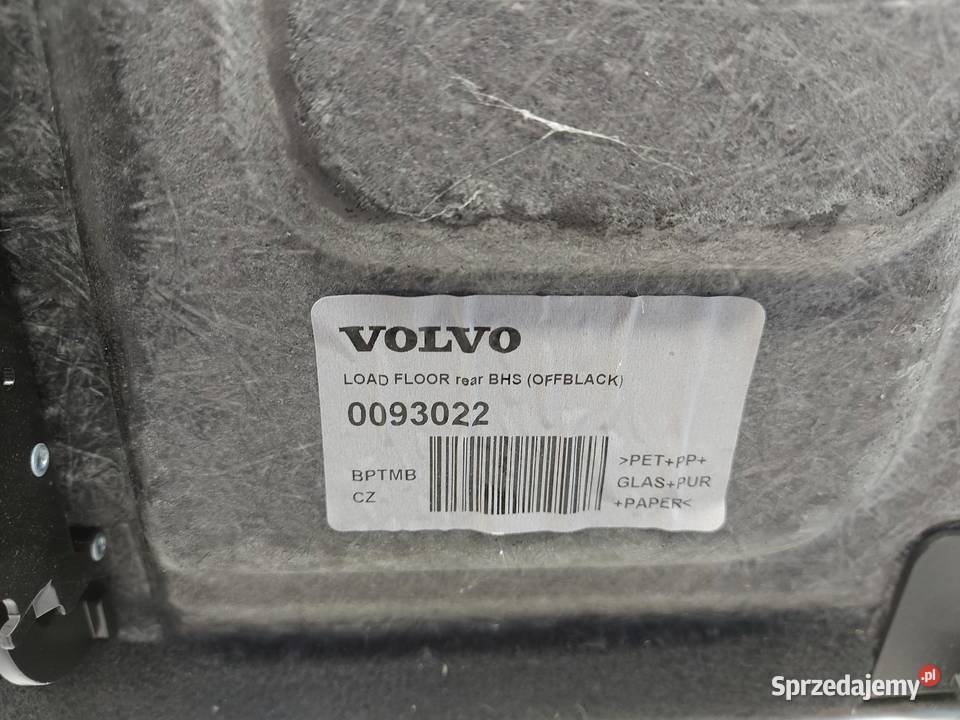 VOLVO
LOAD FLOOR rear BHS (OFFBLACK)
0093022
BPTMB
CZ
>PET+PP+
GLAS+PUR
+PAPER<
Sprzedajemy.pl